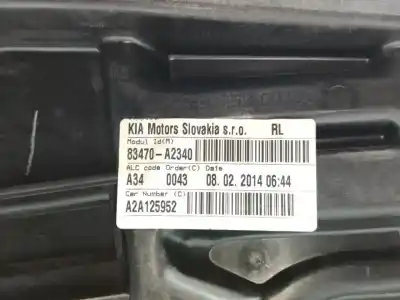 KIA Motors Slovakia s.r.o. RL
Modul Id(M)
83470-A2340
ALC code Order(C) Date
A34 0043 08.02.2014 06:44
Car Number (C)
A2A125952